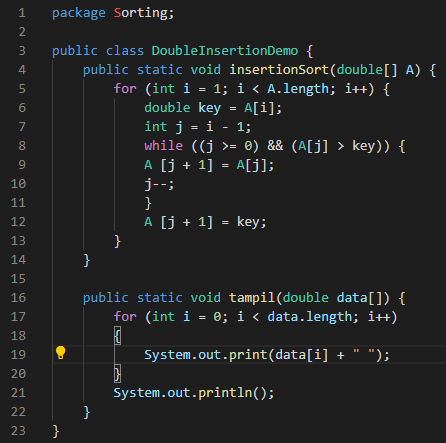 1 package Sorting;
2
3 public class DoubleInsertionDemo {
4     public static void insertionSort(double[] A) {
5         for (int i = 1; i < A.length; i++) {
6             double key = A[i];
7             int j = i - 1;
8             while ((j >= 0) && (A[j] > key)) {
9             A [j + 1] = A[j];
10             j--;
11             }
12             A [j + 1] = key;
13         }
14     }
15
16     public static void tampil(double data[]) {
17         for (int i = 0; i < data.length; i++)
18         {
19             System.out.print(data[i] + " ");
20         }
21         System.out.println();
22     }
23 }